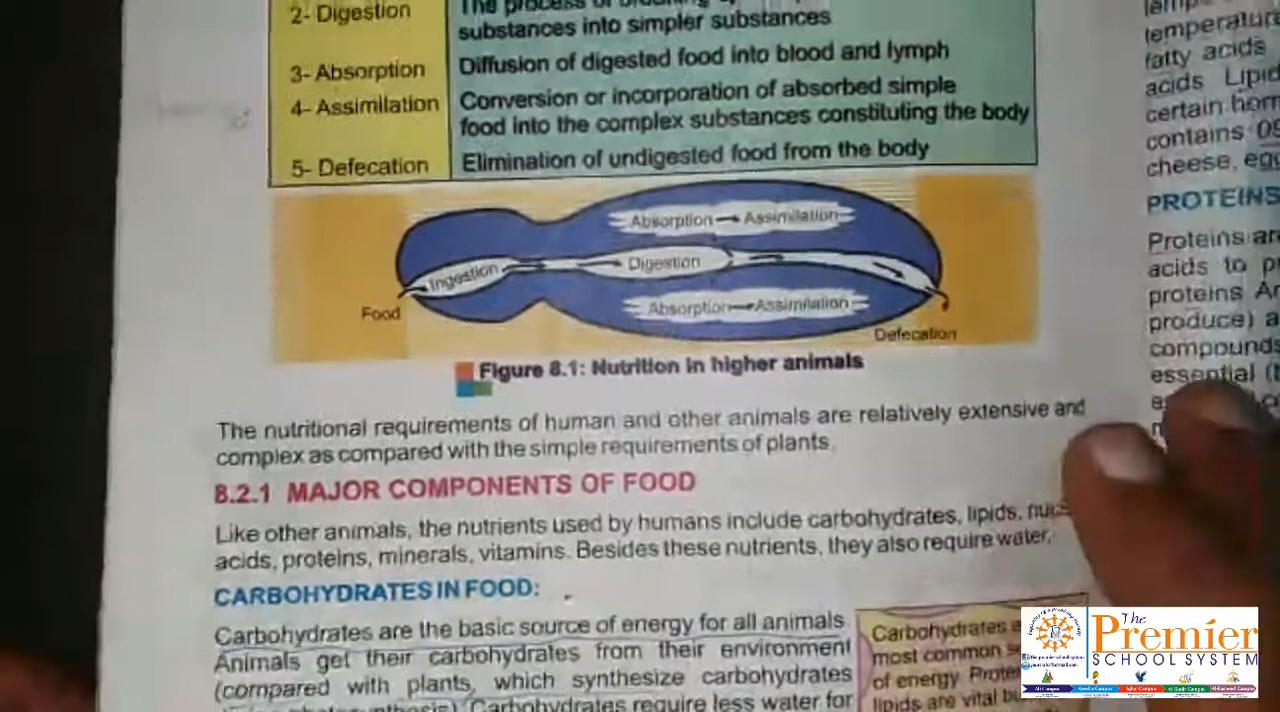 2- Digestion
substances into simpler substances
3- Absorption Diffusion of digested food into blood and lymph
4- Assimilation Conversion or incorporation of absorbed simple
food into the complex substances constituting the body
5- Defecation Elimination of undigested food from the body
Absorption Assimilation
Ingestion Digestion
Absorption Assimilation
Food
Defecation
Figure 8.1: Nutrition in higher animals
The nutritional requirements of human and other animals are relatively extensive and
complex as compared with the simple requirements of plants.
8.2.1 MAJOR COMPONENTS OF FOOD
Like other animals, the nutrients used by humans include carbohydrates, lipids,
acids, proteins, minerals, vitamins. Besides these nutrients, they also require water.
CARBOHYDRATES IN FOOD:
Carbohydrates are the basic source of energy for all animals
Animals get their carbohydrates from their environment
(compared with plants, which synthesize carbohydrates
Carbohydrates require less water for
Carbohydrates
most common
of energy
lipids are vital
fatty acids
acids
certain
contains
cheese,
PROTEINS
Proteins
acids to
proteins
produce)
compounds
essential
The
Premier
SCHOOL SYSTEM